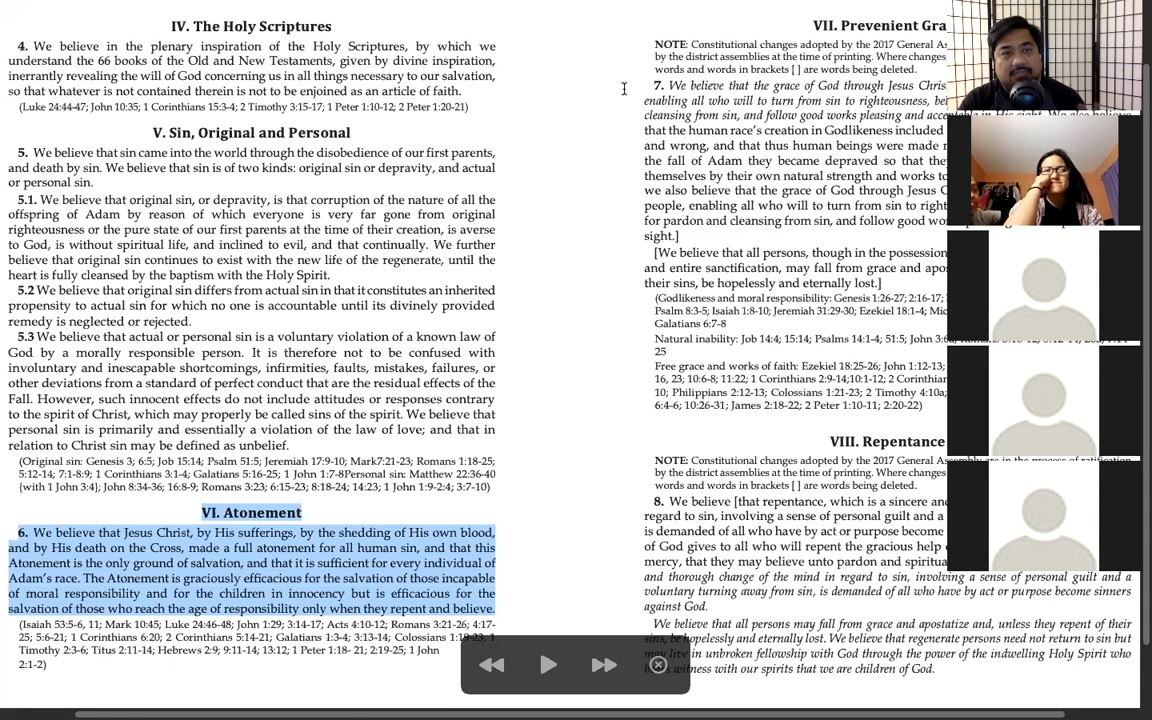 IV. The Holy Scriptures
4. We believe in the plenary inspiration of the Holy Scriptures, by which we
understand the 66 books of the Old and New Testaments, given by divine inspiration,
inerrantly revealing the will of God concerning us in all things necessary to our salvation,
so that whatever is not contained therein is not to be enjoined as an article of faith.
(Luke 24:44-47; John 10:35; 1 Corinthians 15:3-4; 2 Timothy 3:15-17; 1 Peter 1:10-12; 2 Peter 1:20-21)
V. Sin, Original and Personal
5. We believe that sin came into the world through the disobedience of our first parents,
and death by sin. We believe that sin is of two kinds: original sin or depravity, and actual
or personal sin.
5.1. We believe that original sin, or depravity, is that corruption of the nature of all the
offspring of Adam by reason of which everyone is very far gone from original
righteousness or the pure state of our first parents at the time of their creation, is averse
to God, is without spiritual life, and inclined to evil, and that continually. We further
believe that original sin continues to exist with the new life of the regenerate, until the
heart is fully cleansed by the baptism with the Holy Spirit.
5.2 We believe that original sin differs from actual sin in that it constitutes an inherited
propensity to actual sin for which no one is accountable until its divinely provided
remedy is neglected or rejected.
5.3 We believe that actual or personal sin is a voluntary violation of a known law of
God by a morally responsible person. It is therefore not to be confused with
involuntary and inescapable shortcomings, infirmities, faults, mistakes, failures, or
other deviations from a standard of perfect conduct that are the residual effects of the
Fall. However, such innocent effects do not include attitudes or responses contrary
to the spirit of Christ, which may properly be called sins of the spirit. We believe that
personal sin is primarily and essentially a violation of the law of love; and that in
relation to Christ sin may be defined as unbelief.
(Original sin: Genesis 3; 6:5; Job 15:14; Psalm 51:5; Jeremiah 17:9-10; Mark7:21-23; Romans 1:18-25;
5:12-14; 7:1-8:9; 1 Corinthians 3:1-4; Galatians 5:16-25; 1 John 1:7-8Personal sin: Matthew 22:36-40
{with 1 John 3:4}; John 8:34-36; 16:8-9; Romans 3:23; 6:15-23; 8:18-24; 14:23; 1 John 1:9-2:4; 3:7-10)
VI. Atonement
6. We believe that Jesus Christ, by His sufferings, by the shedding of His own blood,
and by His death on the Cross, made a full atonement for all human sin, and that this
Atonement is the only ground of salvation, and that it is sufficient for every individual of
Adam's race. The Atonement is graciously efficacious for the salvation of those incapable
of moral responsibility and for the children in innocency but is efficacious for the
salvation of those who reach the age of responsibility only when they repent and believe.
(Isaiah 53:5-6, 11; Mark 10:45; Luke 24:46-48; John 1:29; 3:14-17; Acts 4:10-12; Romans 3:21-26; 4:17-
25; 5:6-21; 1 Corinthians 6:20; 2 Corinthians 5:14-21; Galatians 1:3-4; 3:13-14; Colossians 1:19-23; 1
Timothy 2:3-6; Titus 2:11-14; Hebrews 2:9; 9:11-14; 13:12; 1 Peter 1:18- 21; 2:19-25; 1 John
2:1-2)
VII. Prevenient Gra
NOTE: Constitutional changes adopted by the 2017 General As
by the district assemblies at the time of printing. Where changes
words and words in brackets [ ] are words being deleted.
7. We believe that the grace of God through Jesus Chris
enabling all who will to turn from sin to righteousness, bel
cleansing from sin, and follow good works pleasing and acceptable in His sight. We also believe
that the human race's creation in Godlikeness included
and wrong, and that thus human beings were made
the fall of Adam they became depraved so that they
themselves by their own natural strength and works to
we also believe that the grace of God through Jesus C
people, enabling all who will to turn from sin to right
for pardon and cleansing from sin, and follow good wor
sight.]
[We believe that all persons, though in the possession
and entire sanctification, may fall from grace and apos
their sins, be hopelessly and eternally lost.]
(Godlikeness and moral responsibility: Genesis 1:26-27; 2:16-17;
Psalm 8:3-5; Isaiah 1:8-10; Jeremiah 31:29-30; Ezekiel 18:1-4; Mic
Galatians 6:7-8
Natural inability: Job 14:4; 15:14; Psalms 14:1-4; 51:5; John 3:6
25
Free grace and works of faith: Ezekiel 18:25-26; John 1:12-13;
16, 23; 10:6-8; 11:22; 1 Corinthians 2:9-14;10:1-12; 2 Corinthian
10; Philippians 2:12-13; Colossians 1:21-23; 2 Timothy 4:10a;
6:4-6; 10:26-31; James 2:18-22; 2 Peter 1:10-11; 2:20-22)
VIII. Repentance
NOTE: Constitutional changes adopted by the 2017 General Assembly are in the process of ratification
by the district assemblies at the time of printing. Where changes
words and words in brackets [ ] are words being deleted.
8. We believe [that repentance, which is a sincere and
regard to sin, involving a sense of personal guilt and a
is demanded of all who have by act or purpose become
of God gives to all who will repent the gracious help
mercy, that they may believe unto pardon and spiritua
and thorough change of the mind in regard to sin, involving a sense of personal guilt and a
voluntary turning away from sin, is demanded of all who have by act or purpose become sinners
against God.
We believe that all persons may fall from grace and apostatize and, unless they repent of their
sins, be hopelessly and eternally lost. We believe that regenerate persons need not return to sin but
may live in unbroken fellowship with God through the power of the indwelling Holy Spirit who
bears witness with our spirits that we are children of God.